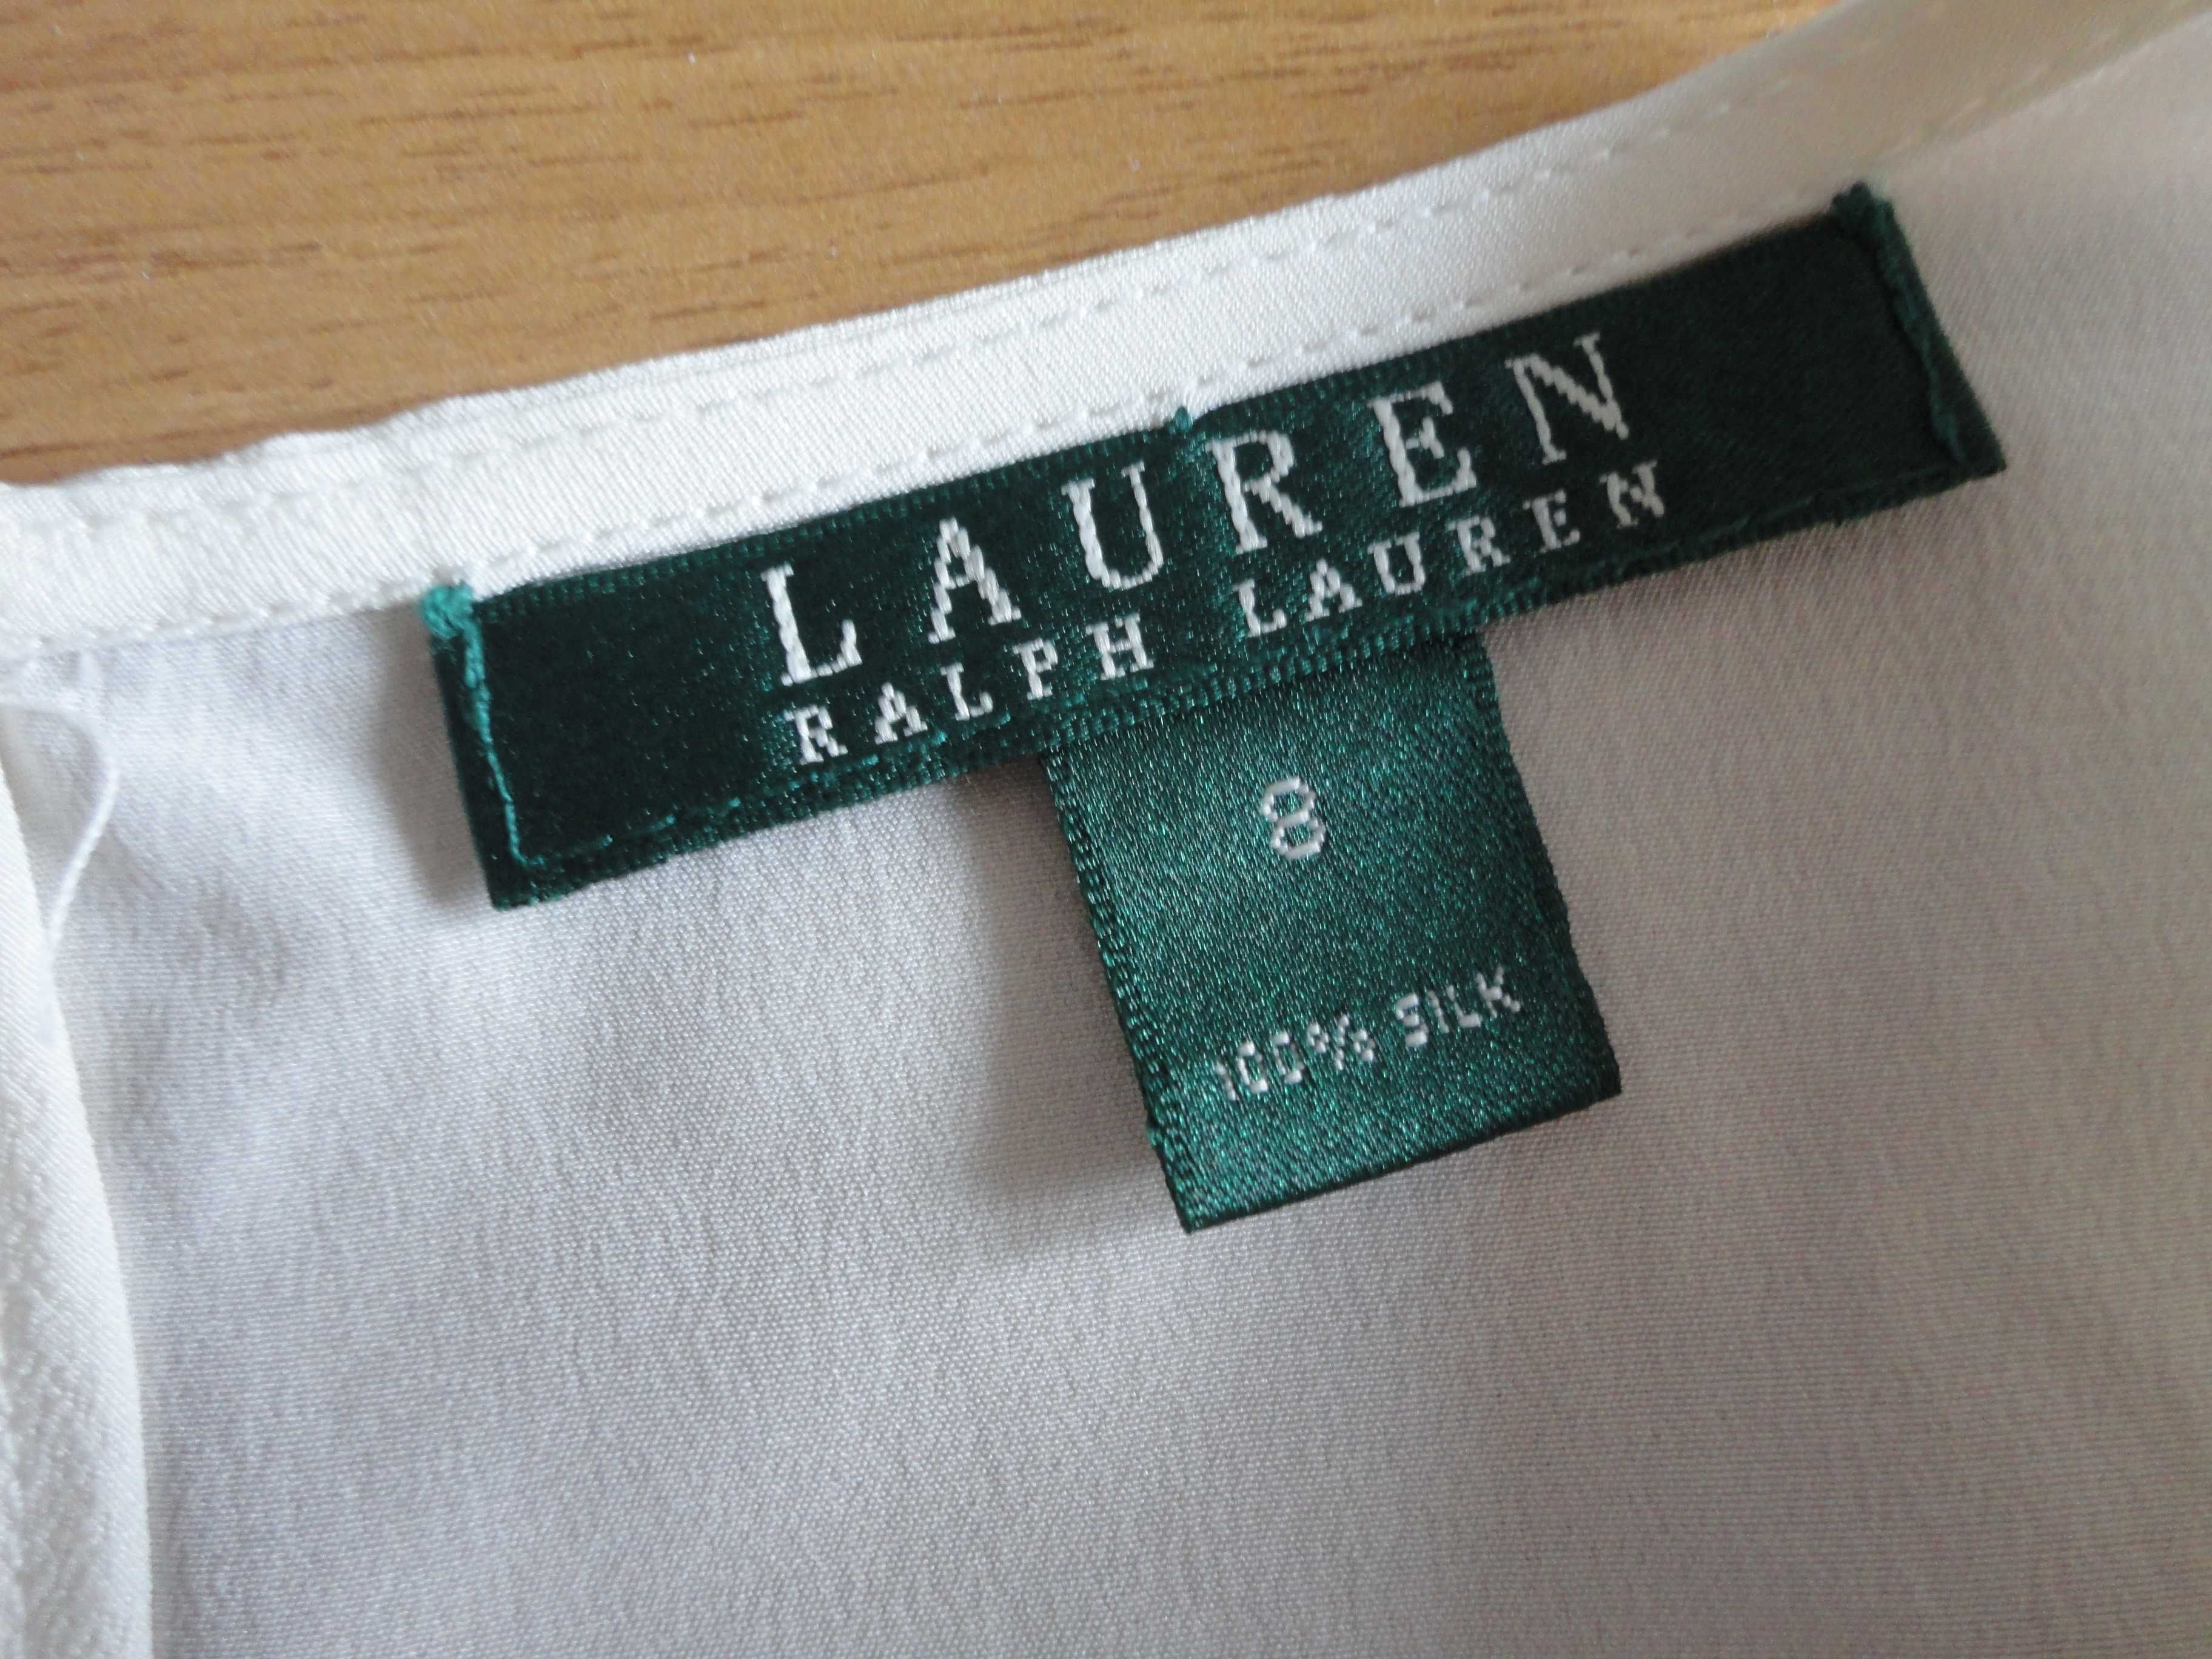 LAUREN
RALPH LAUREN
8
100% SILK